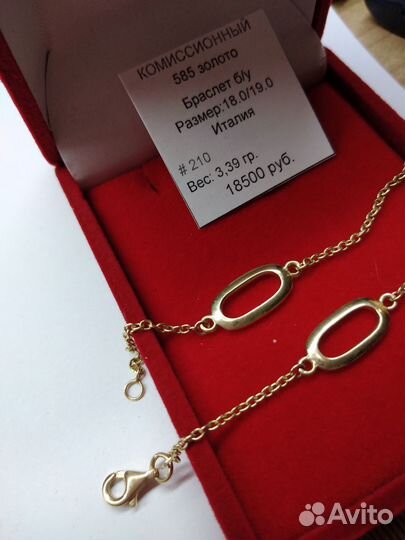 КОМИССИОННЫЙ
585 золото
Браслет б/у
Размер:18.0/19.0
Италия
# 210
Вес: 3,39 гр.
18500 руб.
Avito